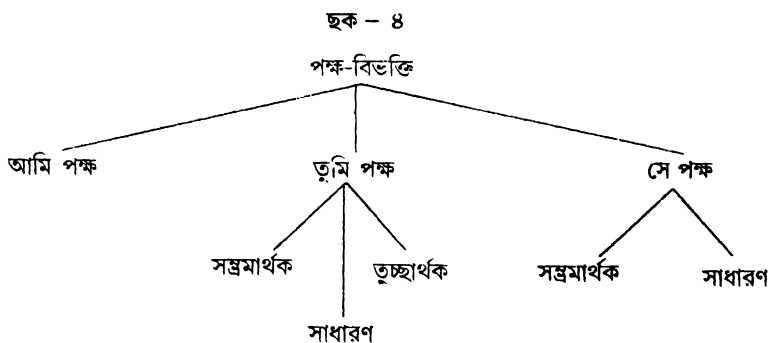 ছক – ৪
পক্ষ-বিভক্তি
আমি পক্ষ তুমি পক্ষ সে পক্ষ
সম্ভ্রমার্থক তুচ্ছার্থক সম্ভ্রমার্থক সাধারণ
সাধারণ